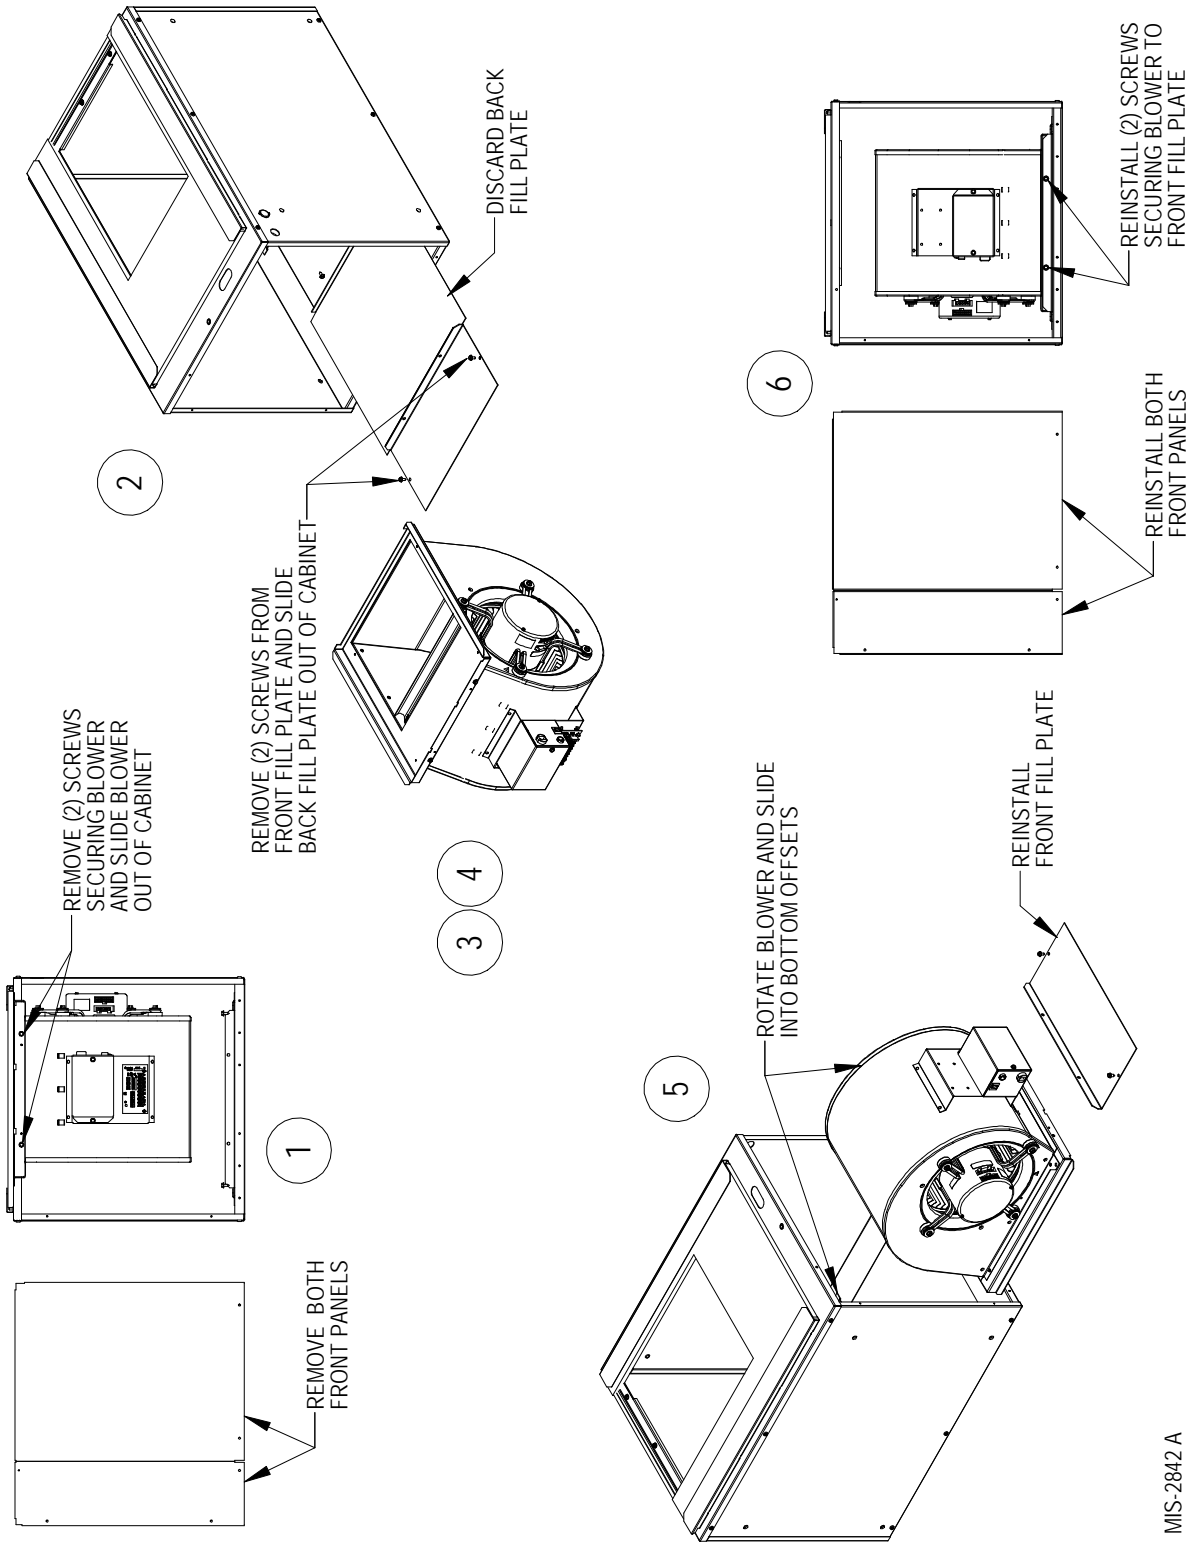 1
REMOVE BOTH
FRONT PANELS
REMOVE (2) SCREWS
SECURING BLOWER
AND SLIDE BLOWER
OUT OF CABINET
2
REMOVE (2) SCREWS FROM
FRONT FILL PLATE AND SLIDE
BACK FILL PLATE OUT OF CABINET
DISCARD BACK
FILL PLATE
3
4
5
ROTATE BLOWER AND SLIDE
INTO BOTTOM OFFSETS
REINSTALL
FRONT FILL PLATE
6
REINSTALL BOTH
FRONT PANELS
REINSTALL (2) SCREWS
SECURING BLOWER TO
FRONT FILL PLATE
MIS-2842 A